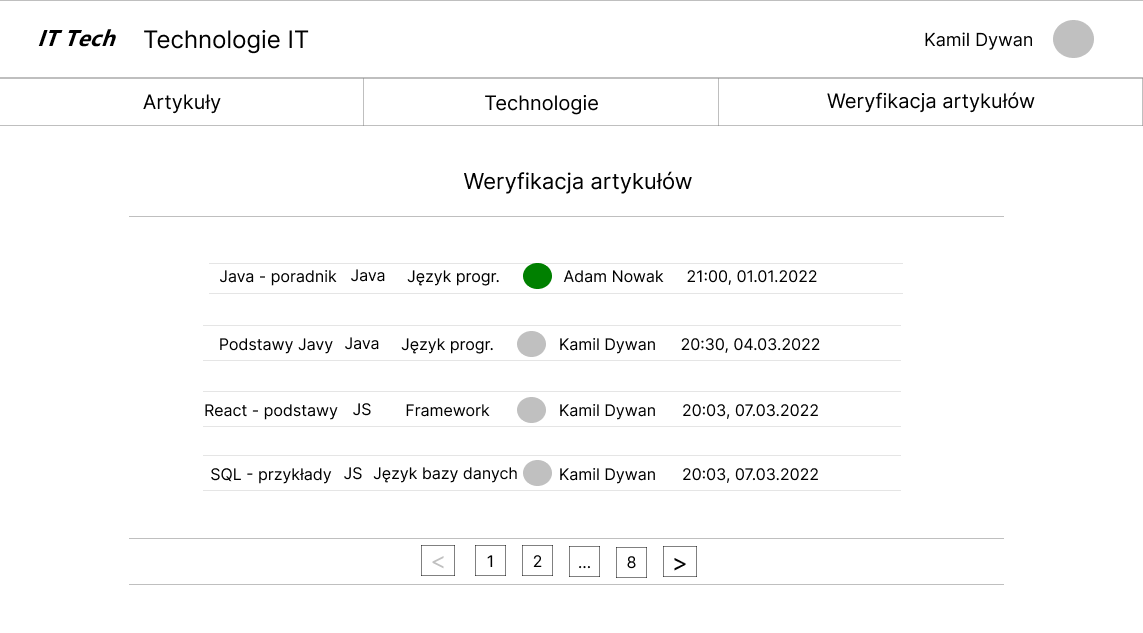 IT Tech Technologie IT Kamil Dywan
Artykuły Technologie Weryfikacja artykułów
Weryfikacja artykułów
Java - poradnik Java Język progr. Adam Nowak 21:00, 01.01.2022
Podstawy Javy Java Język progr. Kamil Dywan 20:30, 04.03.2022
React - podstawy JS Framework Kamil Dywan 20:03, 07.03.2022
SQL - przykłady JS Język bazy danych Kamil Dywan 20:03, 07.03.2022
< 1 2 ... 8 >